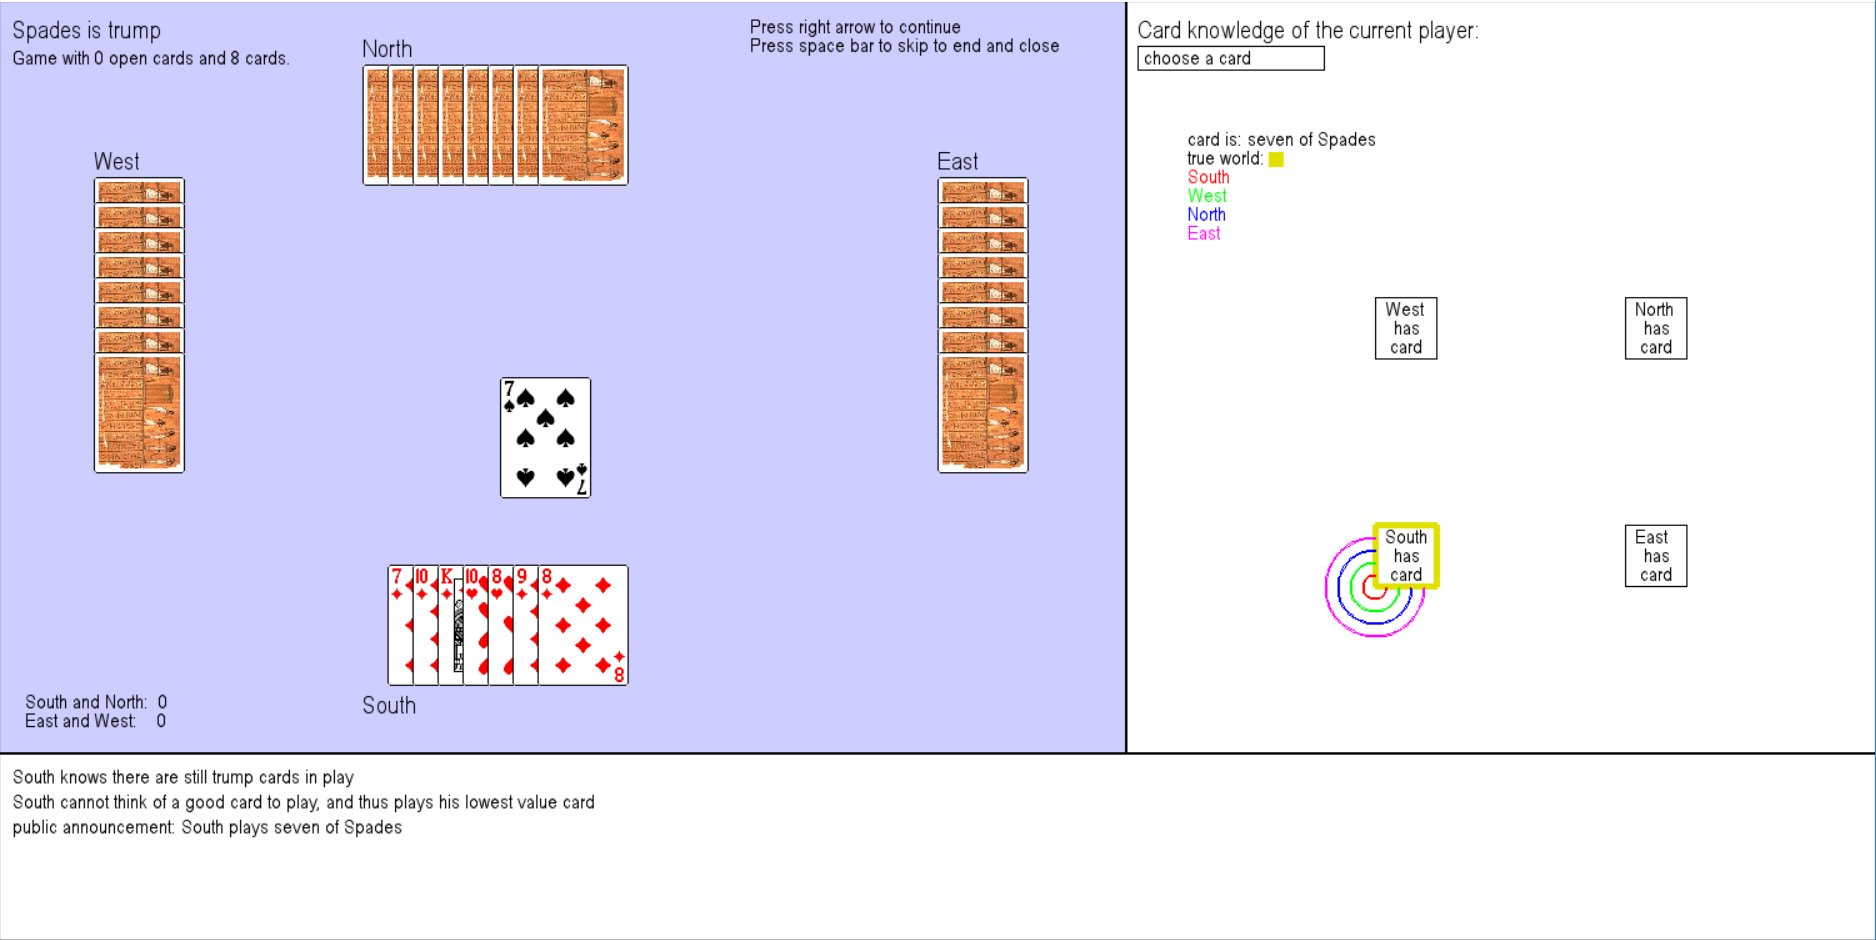 Spades is trump
Game with 0 open cards and 8 cards.
Press right arrow to continue
Press space bar to skip to end and close
North
West
East
7
7
7
10
K
10
8
9
8
8
South
South and North: 0
East and West: 0
Card knowledge of the current player:
choose a card
card is: seven of Spades
true world:
South
West
North
East
West
has
card
North
has
card
South
has
card
East
has
card
South knows there are still trump cards in play
South cannot think of a good card to play, and thus plays his lowest value card
public announcement: South plays seven of Spades